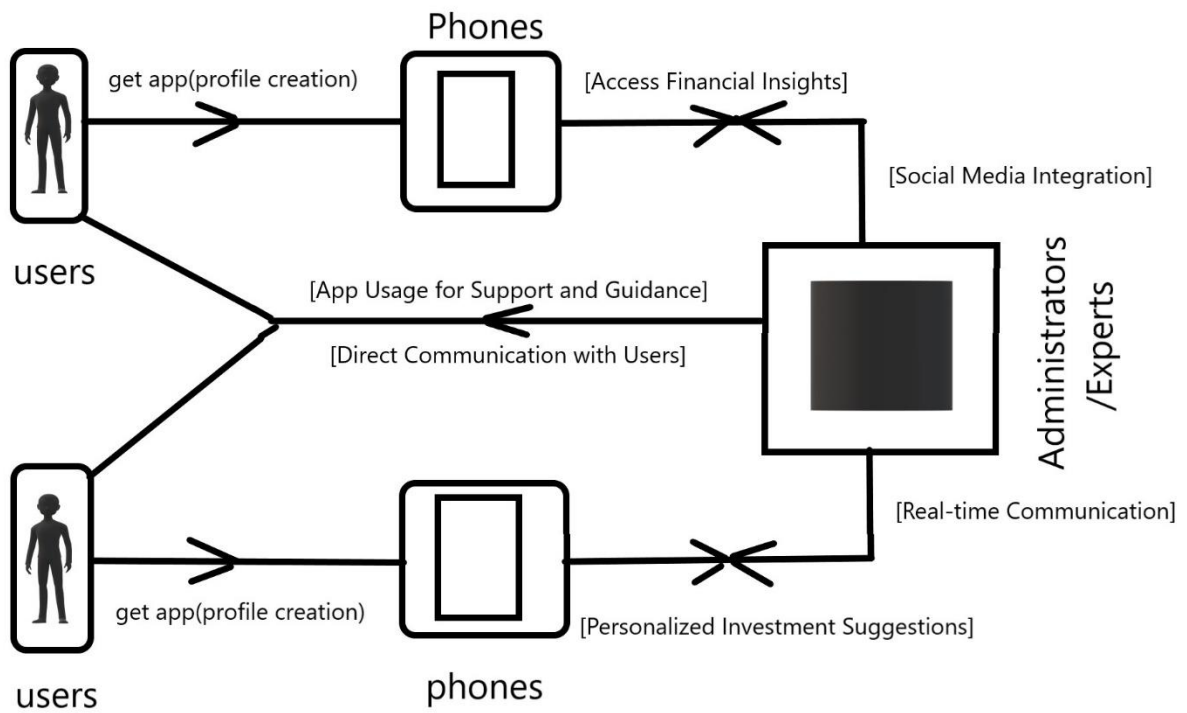 Phones
get app(profile creation)
[Access Financial Insights]
[Social Media Integration]
users
[App Usage for Support and Guidance]
[Direct Communication with Users]
Administrators
/Experts
[Real-time Communication]
get app(profile creation)
[Personalized Investment Suggestions]
users
phones